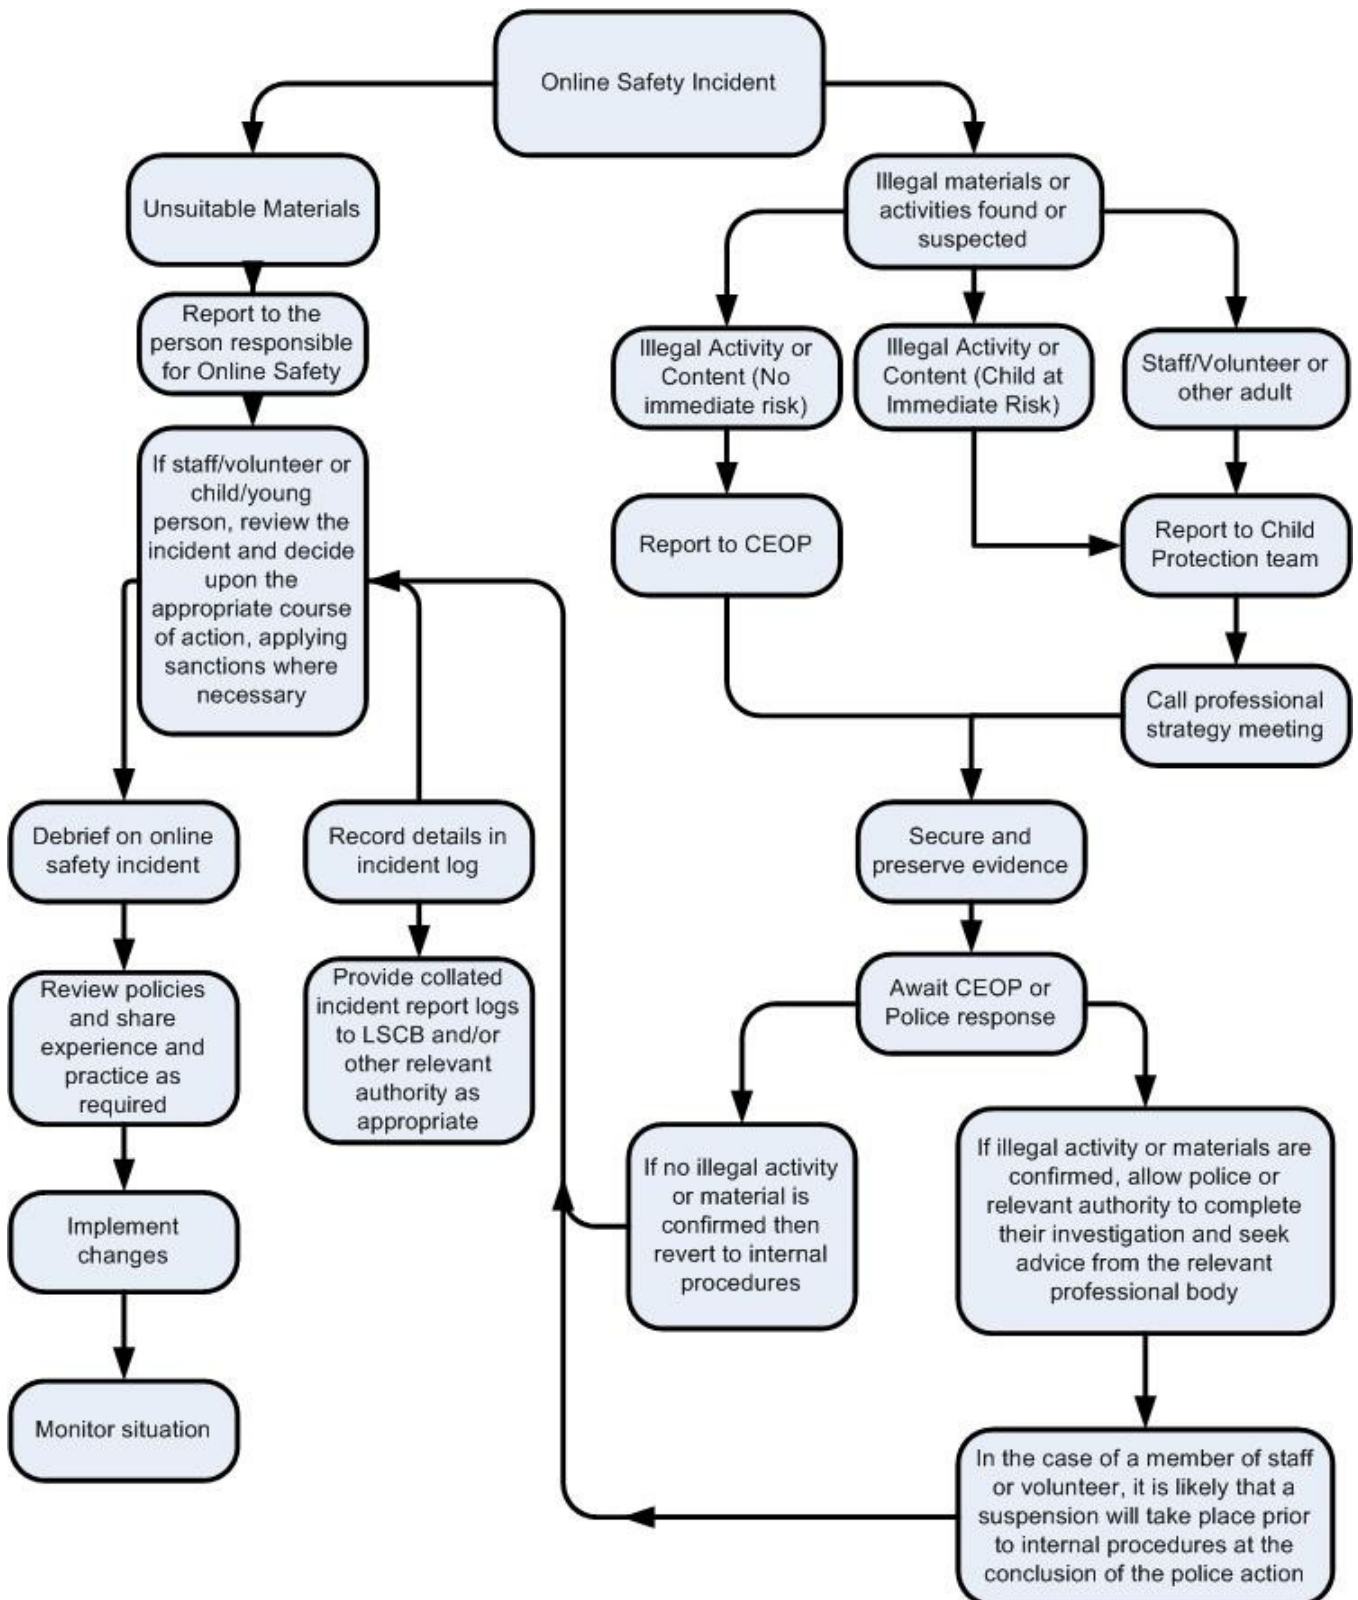 Online Safety Incident
Unsuitable Materials
Report to the
person responsible
for Online Safety
If staff/volunteer or
child/young
person, review the
incident and decide
upon the
appropriate course
of action, applying
sanctions where
necessary
Debrief on online
safety incident
Review policies
and share
experience and
practice as
required
Implement
changes
Monitor situation
Record details in
incident log
Provide collated
incident report logs
to LSCB and/or
other relevant
authority as
appropriate
Illegal materials or
activities found or
suspected
Illegal Activity or
Content (No
immediate risk)
Report to CEOP
Illegal Activity or
Content (Child at
Immediate Risk)
Staff/Volunteer or
other adult
Report to Child
Protection team
Call professional
strategy meeting
Secure and
preserve evidence
Await CEOP or
Police response
If no illegal activity
or material is
confirmed then
revert to internal
procedures
If illegal activity or materials are
confirmed, allow police or
relevant authority to complete
their investigation and seek
advice from the relevant
professional body
In the case of a member of staff
or volunteer, it is likely that a
suspension will take place prior
to internal procedures at the
conclusion of the police action